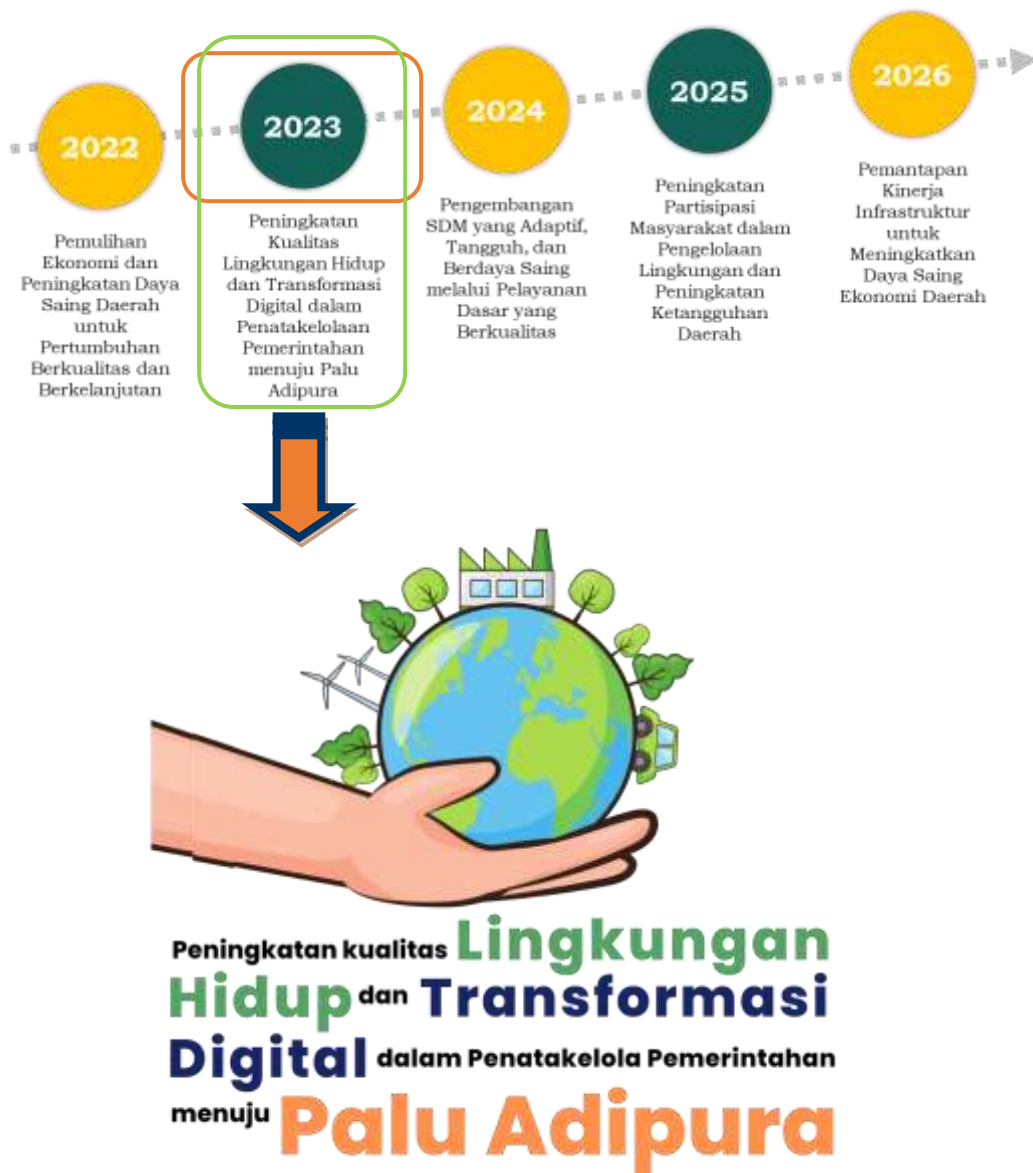 2022
Pemulihan
Ekonomi dan
Peningkatan Daya
Saing Daerah
untuk
Pertumbuhan
Berkualitas dan
Berkelanjutan
2023
Peningkatan
Kualitas
Lingkungan Hidup
dan Transformasi
Digital dalam
Penatakelolaan
Pemerintahan
menuju Palu
Adipura
2024
Pengembangan
SDM yang Adaptif,
Tangguh, dan
Berdaya Saing
melalui Pelayanan
Dasar yang
Berkualitas
2025
Peningkatan
Partisipasi
Masyarakat dalam
Pengelolaan
Lingkungan dan
Peningkatan
Ketangguhan
Daerah
2026
Pemantapan
Kinerja
Infrastruktur
untuk
Meningkatkan
Daya Saing
Ekonomi Daerah
Peningkatan kualitas Lingkungan
Hidup dan Transformasi
Digital dalam Penatakelola Pemerintahan
menuju Palu Adipura